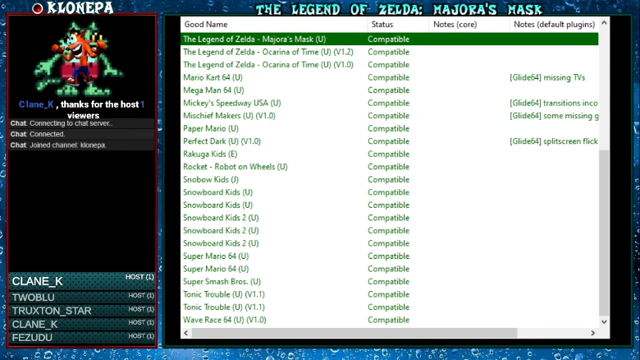 KLONEPA
THE LEGEND OF ZELDA: MAJORA'S MASK
Clane_K , thanks for the host 1
viewers
Chat: Connecting to chat server..
Chat: Connected.
Chat: Joined channel: klonepa.
CLANE_K HOST (1)
TWOBLU HOST (1)
TRUXTON_STAR HOST (1)
CLANE_K HOST (1)
FEZUDU HOST (1)
Good Name Status Notes (core) Notes (default plugins)
The Legend of Zelda - Majora's Mask (U) Compatible
The Legend of Zelda - Ocarina of Time (U) (V1.2) Compatible
The Legend of Zelda - Ocarina of Time (U) (V1.0) Compatible
Mario Kart 64 (U) Compatible [Glide64] missing TVs
Mega Man 64 (U) Compatible
Mickey's Speedway USA (U) Compatible [Glide64] transitions inco
Mischief Makers (U) (V1.0) Compatible [Glide64] some missing g
Paper Mario (U) Compatible
Perfect Dark (U) (V1.0) Compatible [Glide64] splitscreen flick
Rakuga Kids (E) Compatible
Rocket - Robot on Wheels (U) Compatible
Snobow Kids (J) Compatible
Snowboard Kids (U) Compatible
Snowboard Kids (U) Compatible
Snowboard Kids 2 (U) Compatible
Snowboard Kids 2 (U) Compatible
Snowboard Kids 2 (U) Compatible
Super Mario 64 (U) Compatible
Super Mario 64 (U) Compatible
Super Smash Bros. (U) Compatible
Tonic Trouble (U) (V1.1) Compatible
Tonic Trouble (U) (V1.1) Compatible
Wave Race 64 (U) (V1.0) Compatible